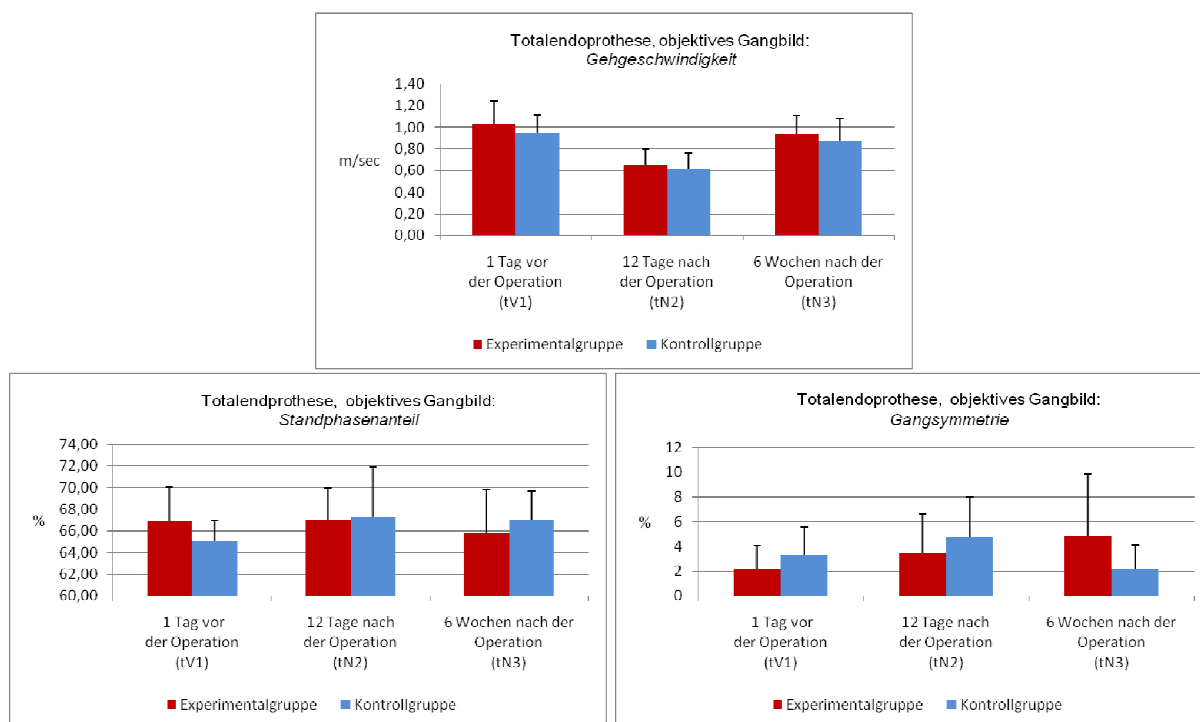 Totalendoprothese, objektives Gangbild:
Gehgeschwindigkeit
1,40
1,20
1,00
0,80
0,60
0,40
0,20
0,00
m/sec
1 Tag vor
der Operation
(tV1)
12 Tage nach
der Operation
(tN2)
6 Wochen nach der
Operation
(tN3)
Experimentalgruppe
Kontrollgruppe
Totalendprothese, objektives Gangbild:
Standphasenanteil
74,00
72,00
70,00
68,00
66,00
64,00
62,00
60,00
%
1 Tag vor
der Operation
(tV1)
12 Tage nach
der Operation
(tN2)
6 Wochen nach der
Operation
(tN3)
Experimentalgruppe
Kontrollgruppe
Totalendoprothese, objektives Gangbild:
Gangsymmetrie
12
10
8
6
4
2
0
%
1 Tag vor
der Operation
(tV1)
12 Tage nach
der Operation
(tN2)
6 Wochen nach der
Operation
(tN3)
Experimentalgruppe
Kontrollgruppe